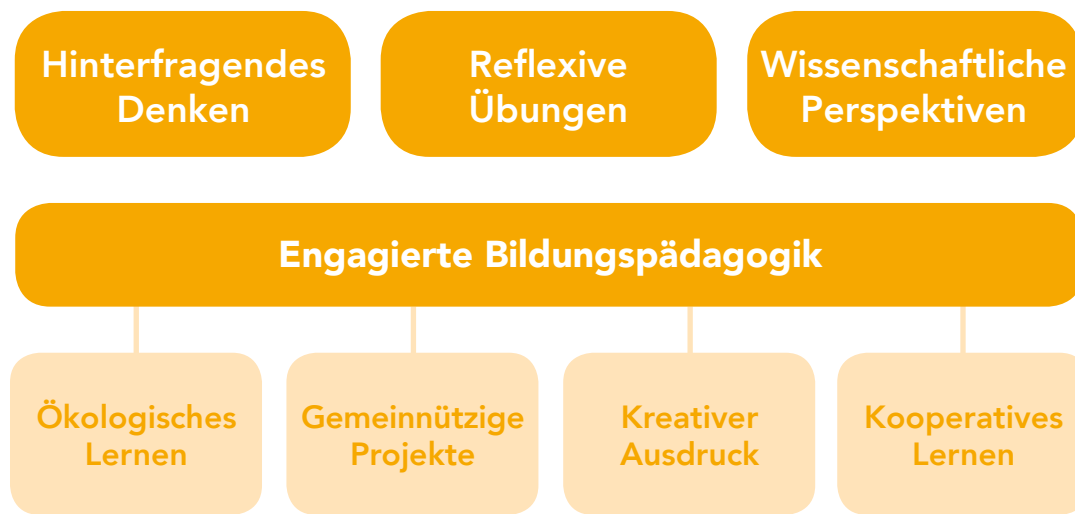 Hinterfragendes
Denken
Reflexive
Übungen
Wissenschaftliche
Perspektiven
Engagierte Bildungspädagogik
Ökologisches
Lernen
Gemeinnützige
Projekte
Kreativer
Ausdruck
Kooperatives
Lernen